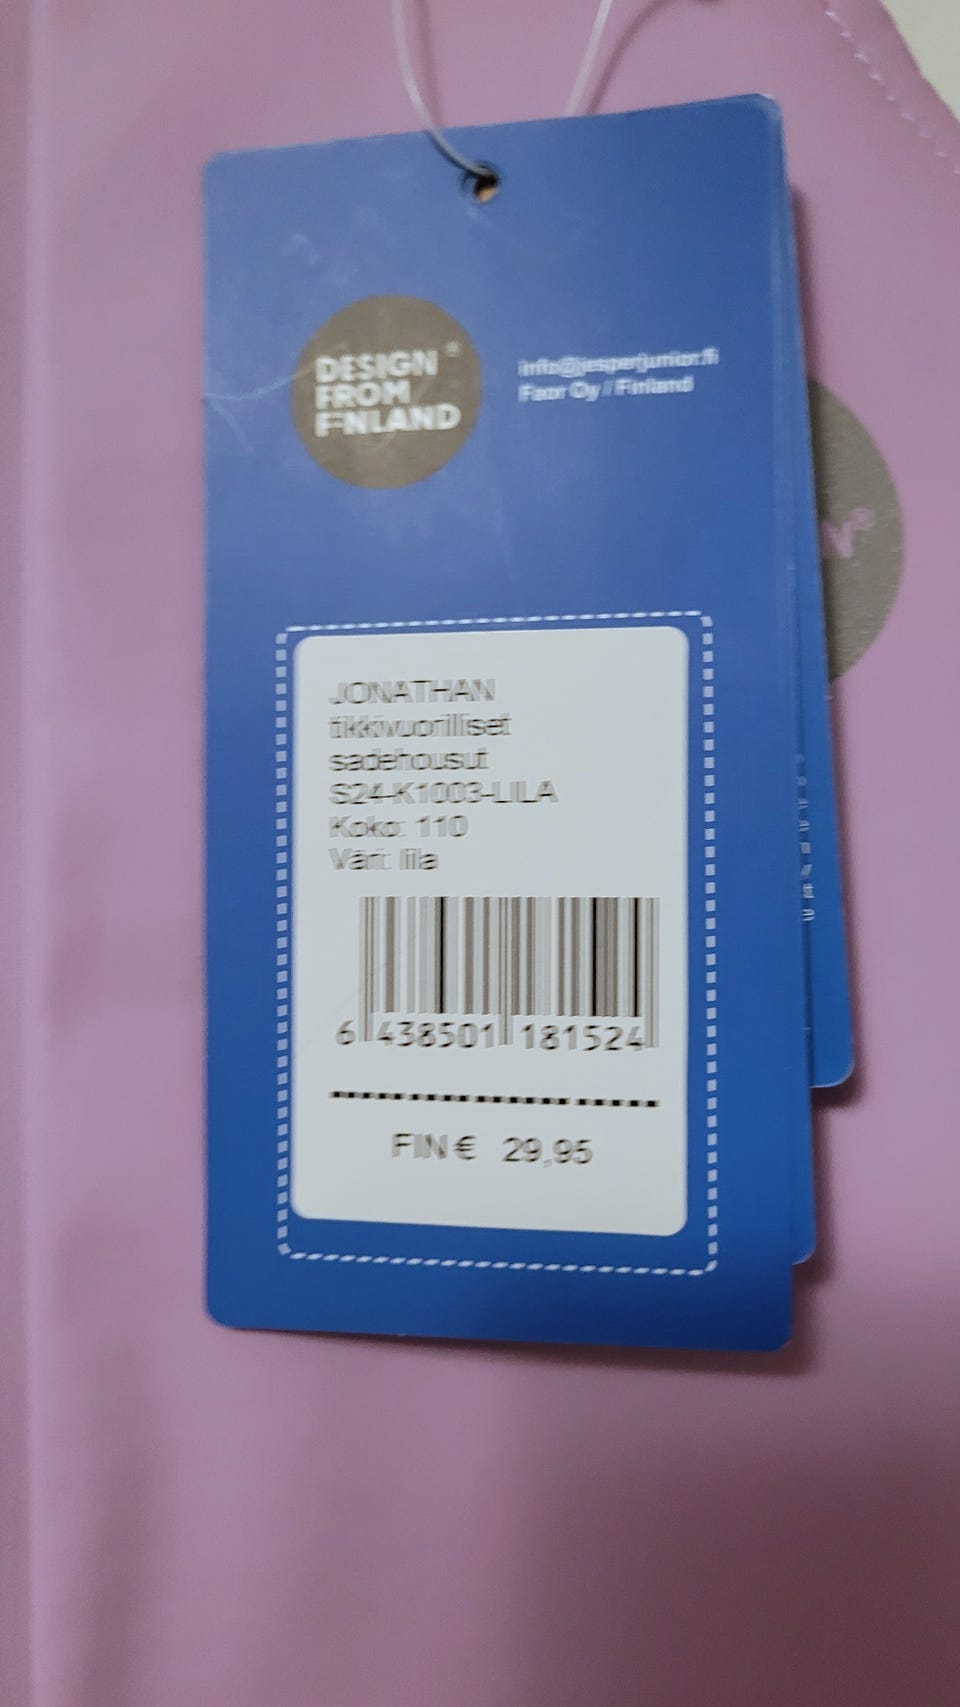 DESIGN ®
FROM
FINLAND
info@jesperjunior.fi
Faor Oy / Finland
N®
JONATHAN
tikkivuorilliset
sadehousut
S24-K1003-LILA
Koko: 110
Väri: lila
6 438501 181524
FIN € 29,95